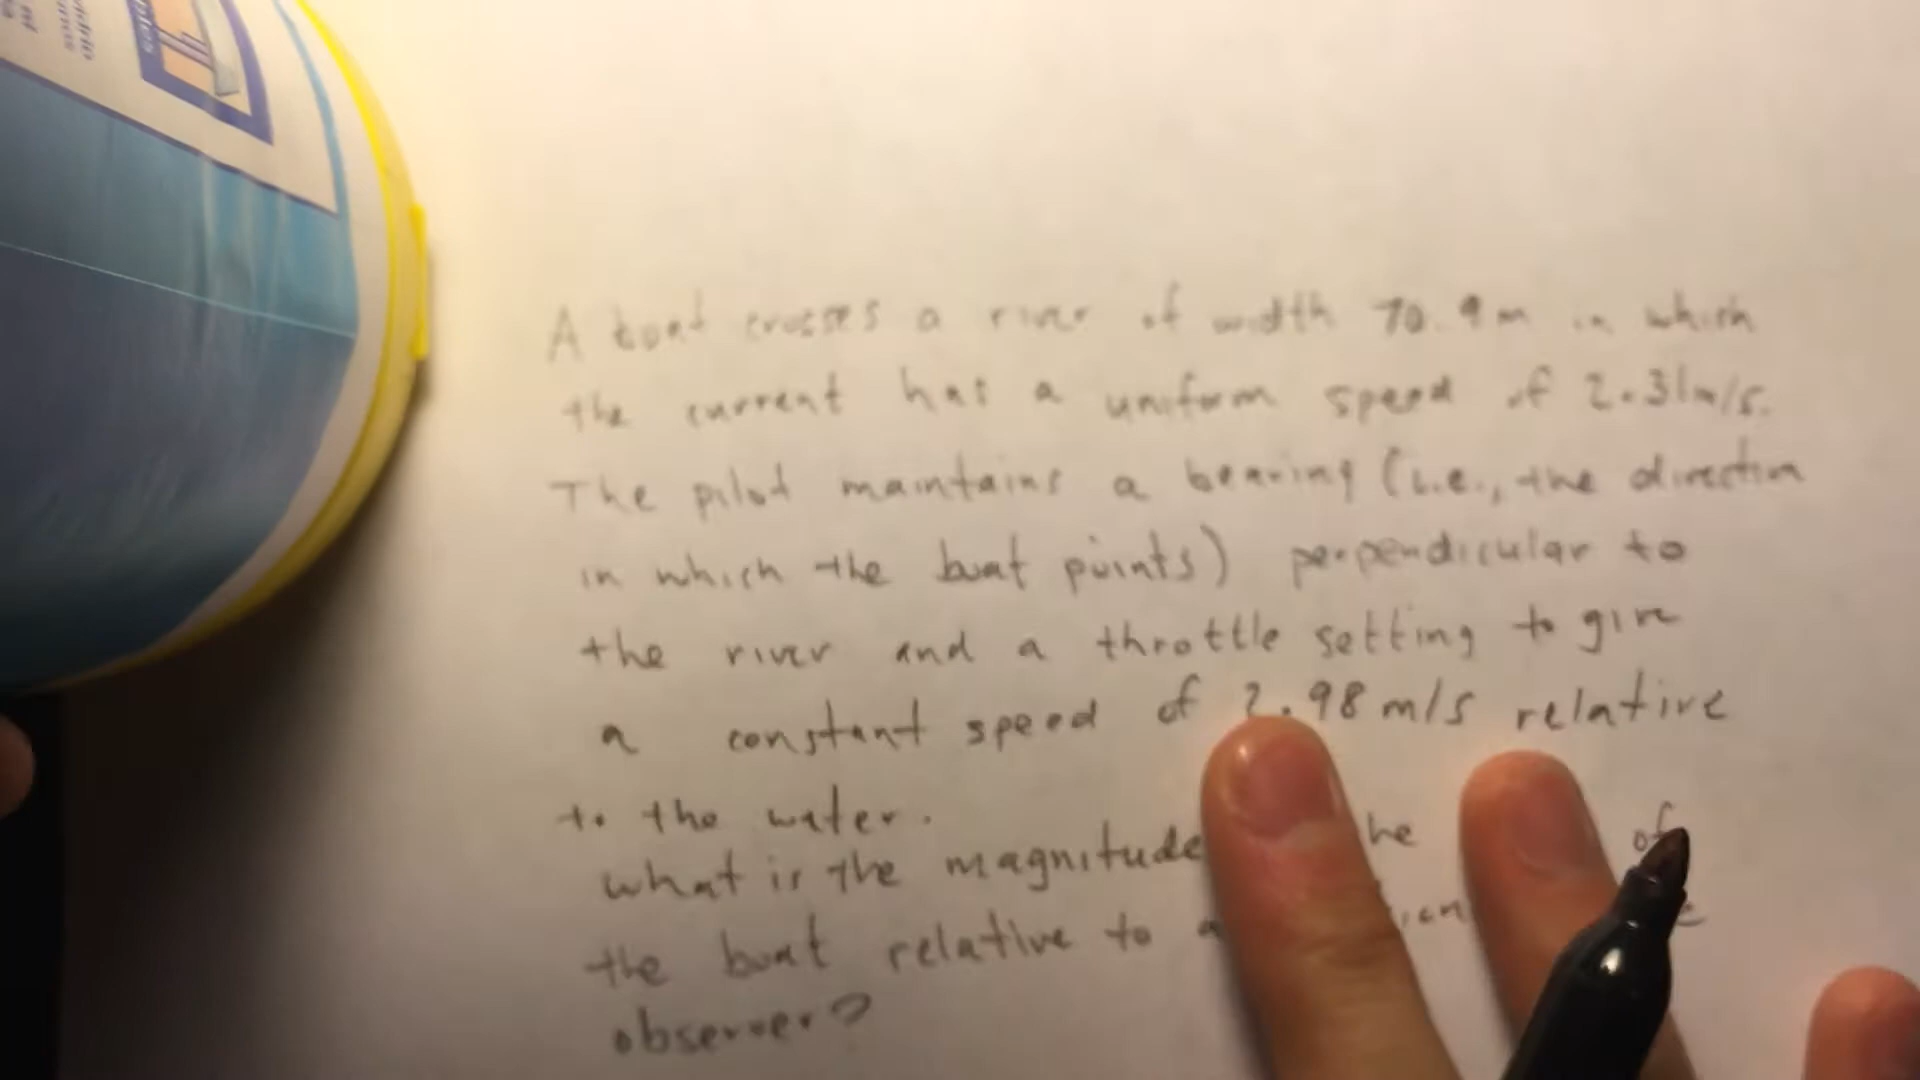 A boat crosses a river of width 70.9m in which
the current has a uniform speed of 2.31m/s.
The pilot maintains a bearing (i.e., the direction
in which the boat points) perpendicular to
the river and a throttle setting to give
a constant speed of 2.98 m/s relative
to the water.
what is the magnitude of
the boat relative to
observer?